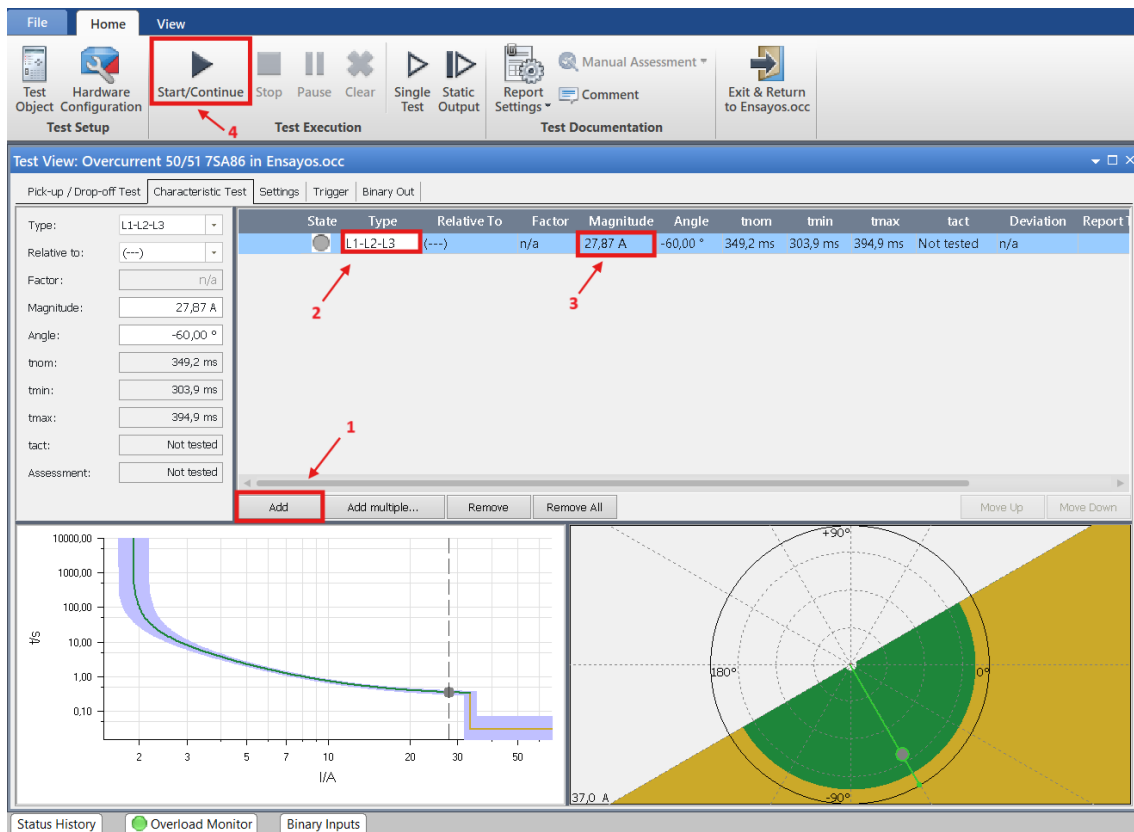 File Home View
Test Object
Hardware Configuration
Start/Continue
Stop
Pause
Clear
Single Test
Static Output
Report Settings
Manual Assessment
Comment
Exit & Return to Ensayos.occ
4
Test Setup
Test Execution
Test Documentation
Test View: Overcurrent 50/51 7SA86 in Ensayos.occ
Pick-up / Drop-off Test Characteristic Test Settings Trigger Binary Out
Type: L1-L2-L3
Relative to: (---)
Factor: n/a
Magnitude: 27,87 A
Angle: -60,00 °
tnom: 349,2 ms
tmin: 303,9 ms
tmax: 394,9 ms
tact: Not tested
Assessment: Not tested
State Type Relative To Factor Magnitude Angle tnom tmin tmax tact Deviation Report T
L1-L2-L3 (---) n/a 27,87 A -60,00 ° 349,2 ms 303,9 ms 394,9 ms Not tested n/a
2
3
1
Add Add multiple... Remove Remove All Move Up Move Down
10000,00
1000,00
100,00
10,00
1,00
0,10
t/s
2 3 5 7 10 20 30 50
I/A
+90°
180°
0°
-90°
37,0 A
Status History Overload Monitor Binary Inputs